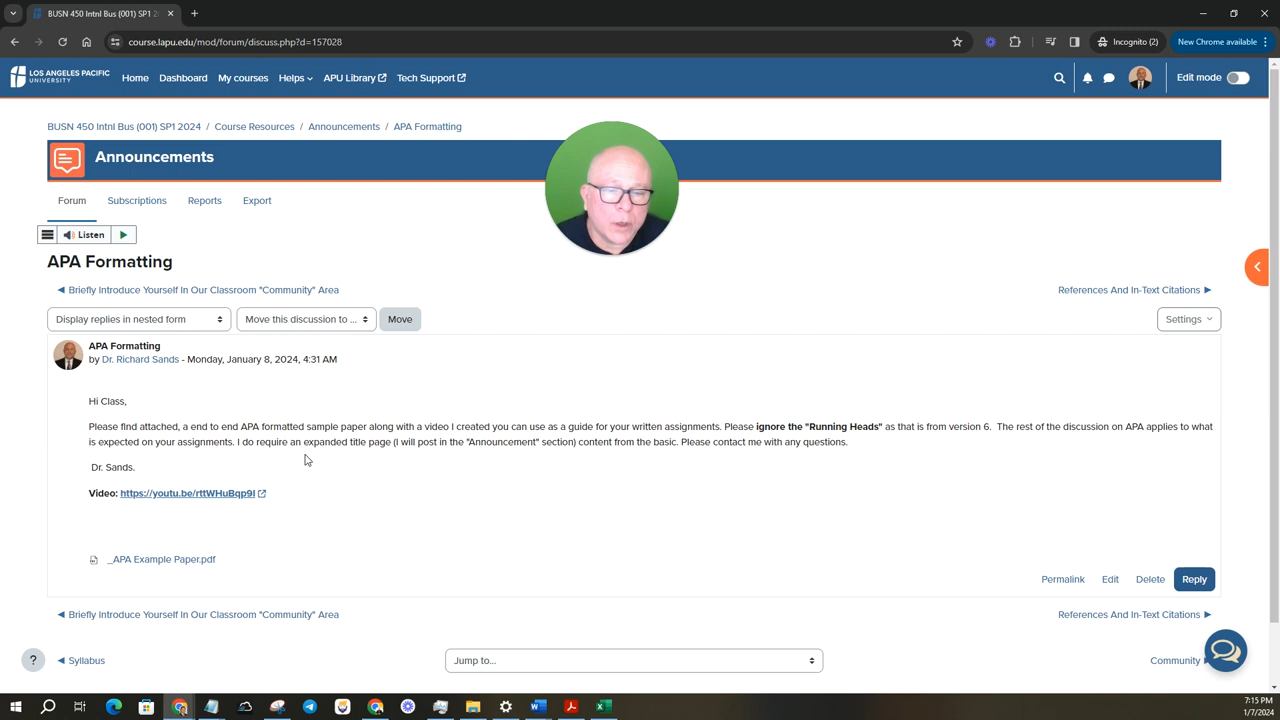 BUSN 450 Intnl Bus (001) SP1 2
course.lapu.edu/mod/forum/discuss.php?d=157028
Incognito (2)
New Chrome available
LOS ANGELES PACIFIC
UNIVERSITY
Home
Dashboard
My courses
Helps
APU Library
Tech Support
Edit mode
BUSN 450 Intnl Bus (001) SP1 2024 / Course Resources / Announcements / APA Formatting
Announcements
Forum
Subscriptions
Reports
Export
Listen
APA Formatting
◀ Briefly Introduce Yourself In Our Classroom "Community" Area
References And In-Text Citations ▶
Display replies in nested form
Move this discussion to ...
Move
Settings
APA Formatting
by Dr. Richard Sands - Monday, January 8, 2024, 4:31 AM
Hi Class,
Please find attached, a end to end APA formatted sample paper along with a video I created you can use as a guide for your written assignments. Please ignore the "Running Heads" as that is from version 6. The rest of the discussion on APA applies to what
is expected on your assignments. I do require an expanded title page (I will post in the "Announcement" section) content from the basic. Please contact me with any questions.
Dr. Sands.
Video: https://youtu.be/rttWHuBqp9I
_APA Example Paper.pdf
Permalink
Edit
Delete
Reply
◀ Briefly Introduce Yourself In Our Classroom "Community" Area
References And In-Text Citations ▶
?
◀ Syllabus
Jump to...
Community
7:15 PM
1/7/2024